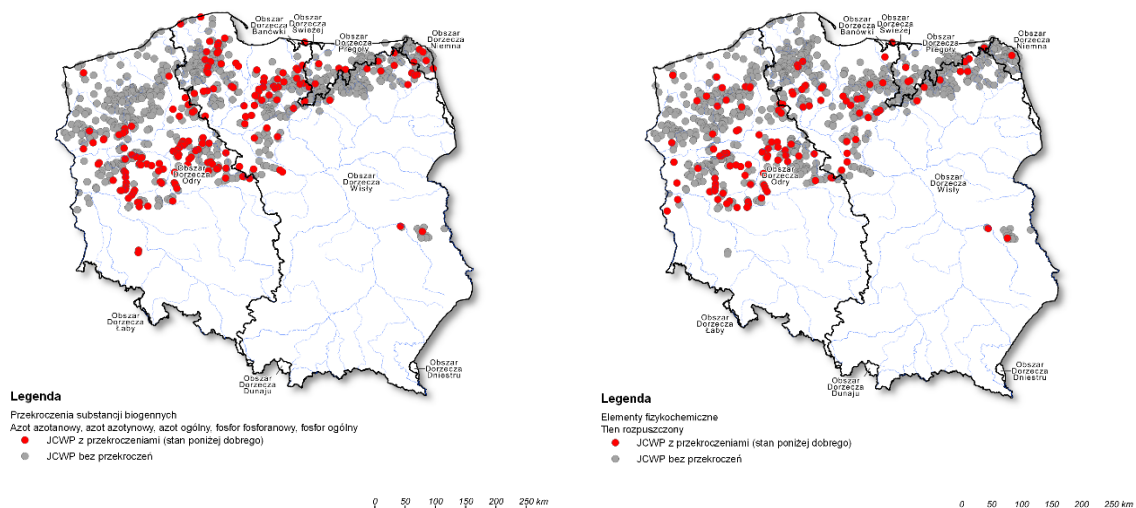 Obszar
Dorzecza
Banówki
Obszar
Dorzecza
Świeżej
Obszar
Dorzecza
Pregoły
Obszar
Dorzecza
Niemna
Obszar
Dorzecza
Odry
Obszar
Dorzecza
Wisły
Obszar
Dorzecza
Łaby
Obszar
Dorzecza
Dunaju
Obszar
Dorzecza
Dniestru
Legenda
Przekroczenia substancji biogennych
Azot azotanowy, azot azotynowy, azot ogólny, fosfor fosforanowy, fosfor ogólny
JCWP z przekroczeniami (stan poniżej dobrego)
JCWP bez przekroczeń
0 50 100 150 200 250 km
Obszar
Dorzecza
Banówki
Obszar
Dorzecza
Świeżej
Obszar
Dorzecza
Pregoły
Obszar
Dorzecza
Niemna
Obszar
Dorzecza
Odry
Obszar
Dorzecza
Wisły
Obszar
Dorzecza
Łaby
Obszar
Dorzecza
Dunaju
Obszar
Dorzecza
Dniestru
Legenda
Elementy fizykochemiczne
Tlen rozpuszczony
JCWP z przekroczeniami (stan poniżej dobrego)
JCWP bez przekroczeń
0 50 100 150 200 250 km